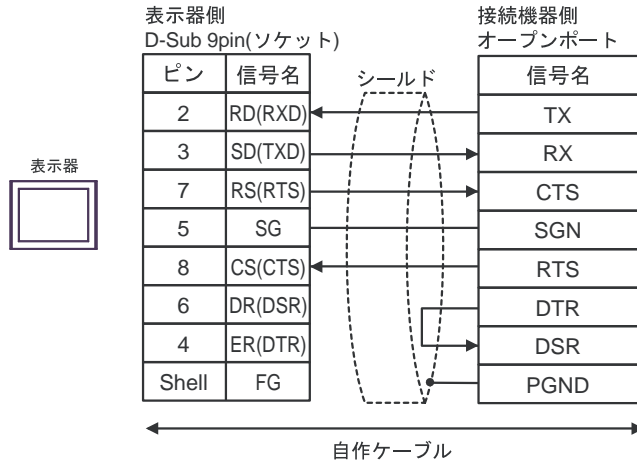 表示器側
D-Sub 9pin(ソケット)
接続機器側
オープンポート
ピン 信号名 シールド 信号名
2 RD(RXD) TX
3 SD(TXD) RX
表示器
7 RS(RTS) CTS
5 SG SGN
8 CS(CTS) RTS
6 DR(DSR) DTR
4 ER(DTR) DSR
Shell FG PGND
自作ケーブル